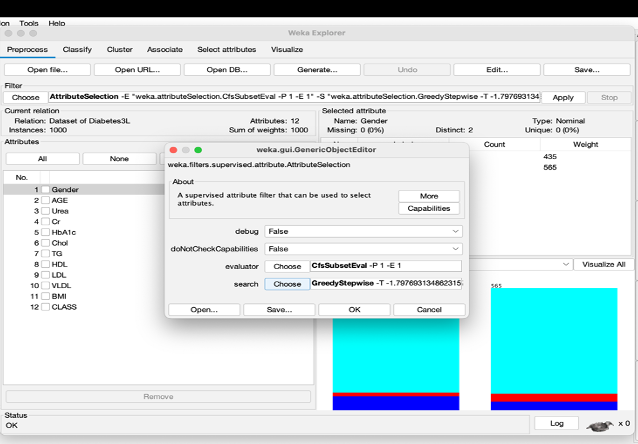 ion Tools Help
Weka Explorer
Preprocess Classify Cluster Associate Select attributes Visualize
Open file... Open URL... Open DB... Generate... Undo Edit... Save...
Filter
Choose AttributeSelection -E "weka.attributeSelection.CfsSubsetEval -P 1 -E 1" -S "weka.attributeSelection.GreedyStepwise -T -1.797693134 Apply Stop
Current relation
Relation: Dataset of Diabetes3L Attributes: 12
Instances: 1000 Sum of weights: 1000
Selected attribute
Name: Gender Type: Nominal
Missing: 0 (0%) Distinct: 2 Unique: 0 (0%)
Attributes
All None
No.
1 Gender
2 AGE
3 Urea
4 Cr
5 HbA1c
6 Chol
7 TG
8 HDL
9 LDL
10 VLDL
11 BMI
12 CLASS
Remove
Count Weight
435
565
weka.gui.GenericObjectEditor
weka.filters.supervised.attribute.AttributeSelection
About
A supervised attribute filter that can be used to select
attributes.
More
Capabilities
debug False
doNotCheckCapabilities False
evaluator Choose CfsSubsetEval -P 1 -E 1
search Choose GreedyStepwise -T -1.797693134862315
Open... Save... OK Cancel
Visualize All
565
Status
OK
Log x 0